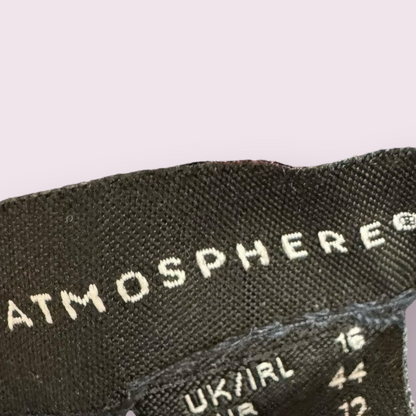 ATMOSPHERE®
UK/IRL 16
44
12